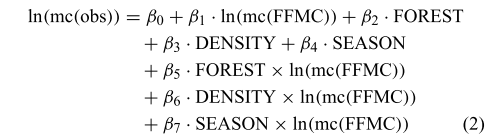 ln(mc(obs)) = β₀ + β₁ · ln(mc(FFMC)) + β₂ · FOREST
+ β₃ · DENSITY + β₄ · SEASON
+ β₅ · FOREST × ln(mc(FFMC))
+ β₆ · DENSITY × ln(mc(FFMC))
+ β₇ · SEASON × ln(mc(FFMC)) (2)